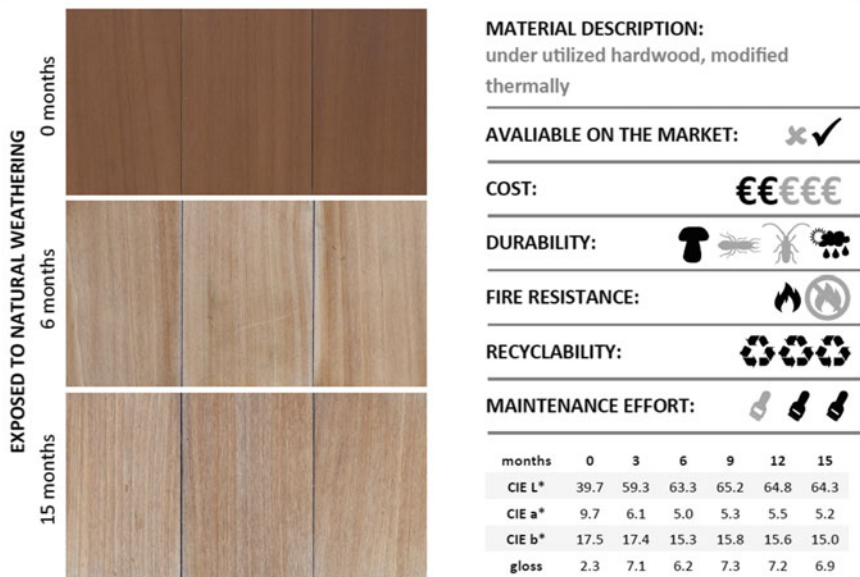 EXPOSED TO NATURAL WEATHERING
0 months
6 months
15 months
MATERIAL DESCRIPTION:
under utilized hardwood, modified
thermally
AVALIABLE ON THE MARKET:
COST: €€€€€
DURABILITY:
FIRE RESISTANCE:
RECYCLABILITY:
MAINTENANCE EFFORT:
months 0 3 6 9 12 15
CIE L* 39.7 59.3 63.3 65.2 64.8 64.3
CIE a* 9.7 6.1 5.0 5.3 5.5 5.2
CIE b* 17.5 17.4 15.3 15.8 15.6 15.0
gloss 2.3 7.1 6.2 7.3 7.2 6.9